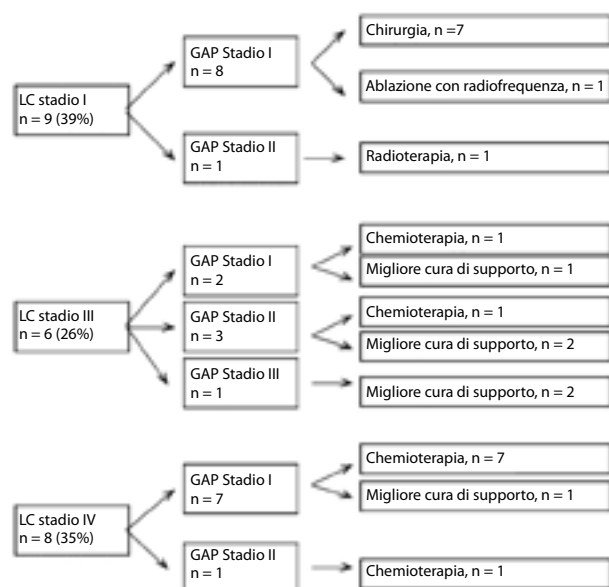 LC stadio I
n = 9 (39%)
GAP Stadio I
n = 8
Chirurgia, n =7
Ablazione con radiofrequenza, n = 1
GAP Stadio II
n = 1
Radioterapia, n = 1
LC stadio III
n = 6 (26%)
GAP Stadio I
n = 2
Chemioterapia, n = 1
Migliore cura di supporto, n = 1
GAP Stadio II
n = 3
Chemioterapia, n = 1
Migliore cura di supporto, n = 2
GAP Stadio III
n = 1
Migliore cura di supporto, n = 2
LC stadio IV
n = 8 (35%)
GAP Stadio I
n = 7
Chemioterapia, n = 7
Migliore cura di supporto, n = 1
GAP Stadio II
n = 1
Chemioterapia, n = 1